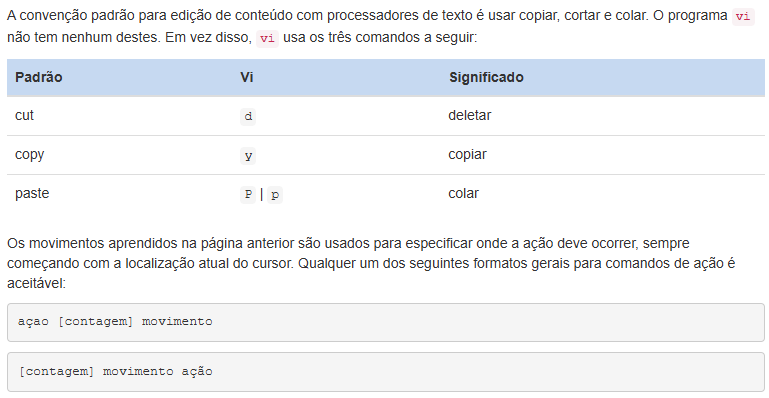 A convenção padrão para edição de conteúdo com processadores de texto é usar copiar, cortar e colar. O programa vi
não tem nenhum destes. Em vez disso, vi usa os três comandos a seguir:
Padrão Vi Significado
cut d deletar
copy y copiar
paste P | p colar
Os movimentos aprendidos na página anterior são usados para especificar onde a ação deve ocorrer, sempre
começando com a localização atual do cursor. Qualquer um dos seguintes formatos gerais para comandos de ação é
aceitável:
açao [contagem] movimento
[contagem] movimento ação